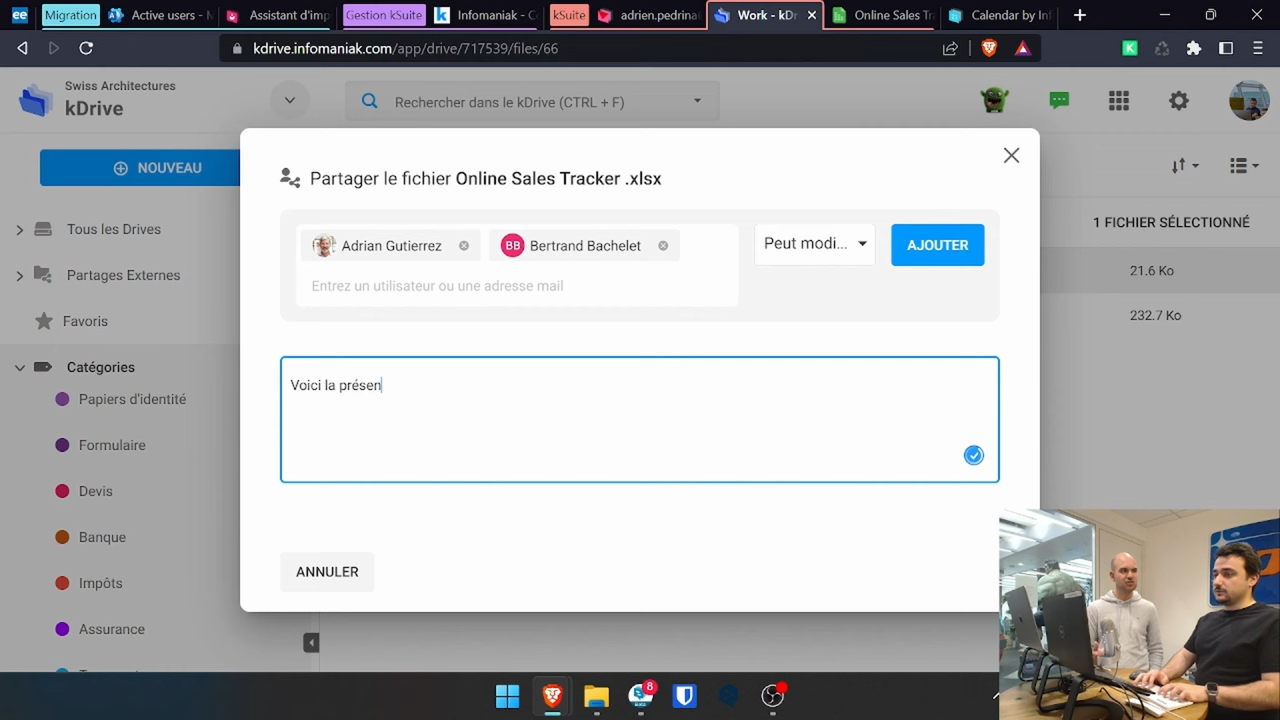 Migration
Active users - M
Assistant d'imp
Gestion kSuite
Infomaniak - C
kSuite
adrien.pedrina
Work - kDr
Online Sales Tr
Calendar by Inf
kdrive.infomaniak.com/app/drive/717539/files/66
Swiss Architectures
kDrive
Rechercher dans le kDrive (CTRL + F)
NOUVEAU
Tous les Drives
Partages Externes
Favoris
Catégories
Papiers d'identité
Formulaire
Devis
Banque
Impôts
Assurance
Partager le fichier Online Sales Tracker .xlsx
Adrian Gutierrez
BB Bertrand Bachelet
Entrez un utilisateur ou une adresse mail
Peut modi...
AJOUTER
Voici la présen
ANNULER
1 FICHIER SÉLECTIONNÉ
21.6 Ko
232.7 Ko
8